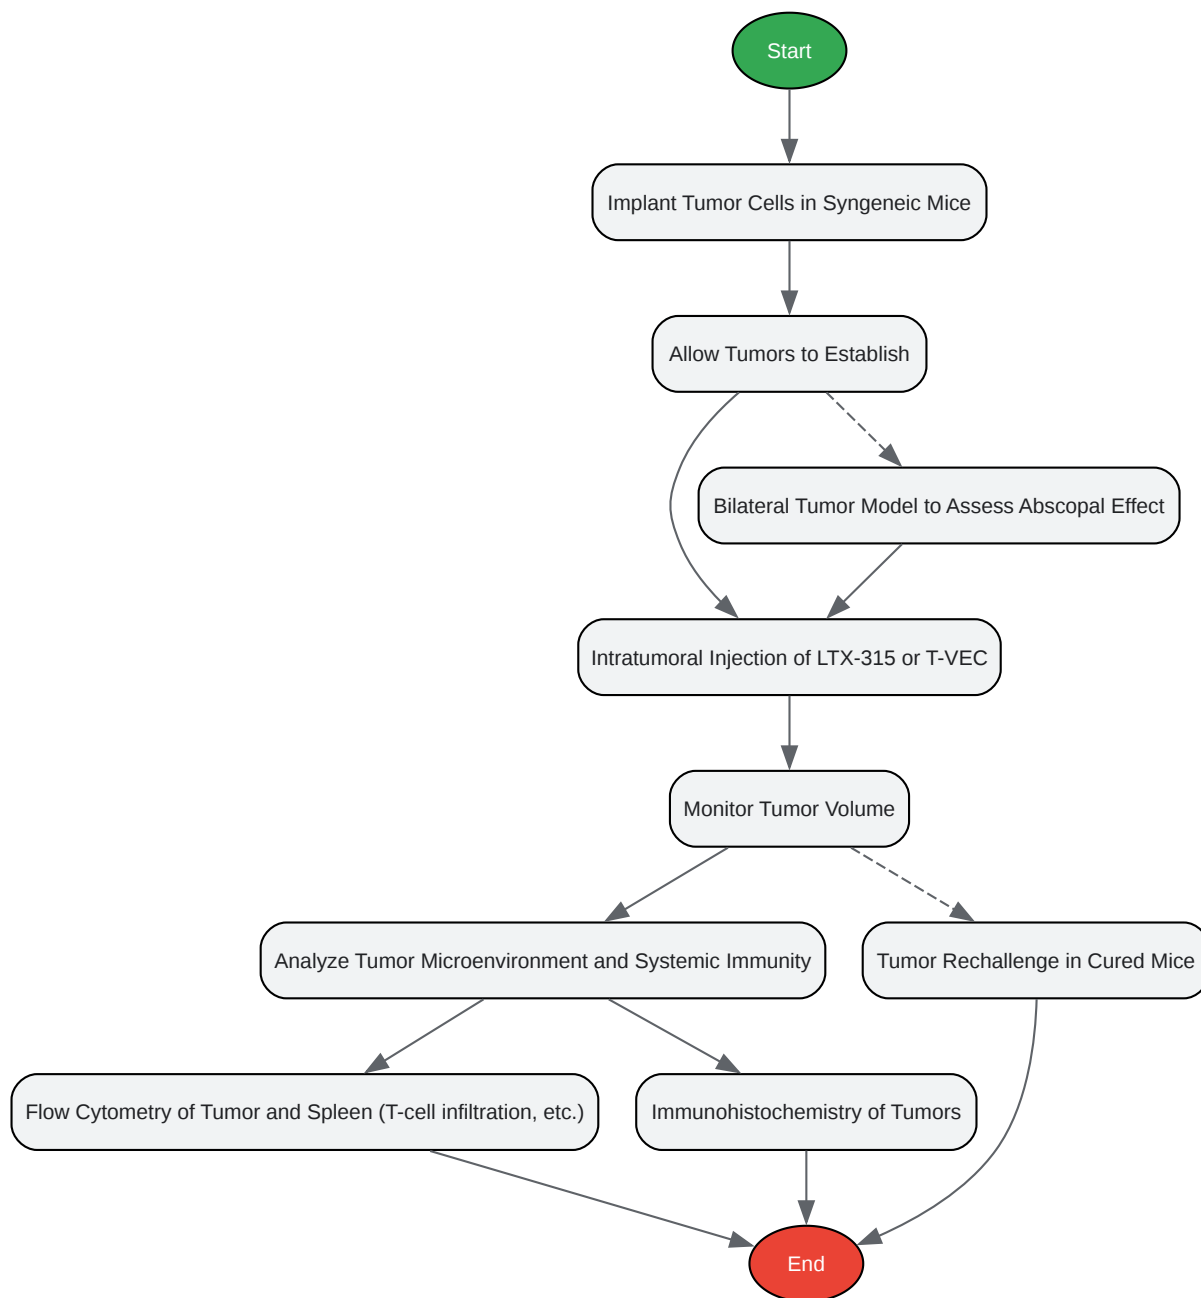 Start
Implant Tumor Cells in Syngeneic Mice
Allow Tumors to Establish
Bilateral Tumor Model to Assess Abscopal Effect
Intratumoral Injection of LTX-315 or T-VEC
Monitor Tumor Volume
Analyze Tumor Microenvironment and Systemic Immunity
Tumor Rechallenge in Cured Mice
Flow Cytometry of Tumor and Spleen (T-cell infiltration, etc.)
Immunohistochemistry of Tumors
End